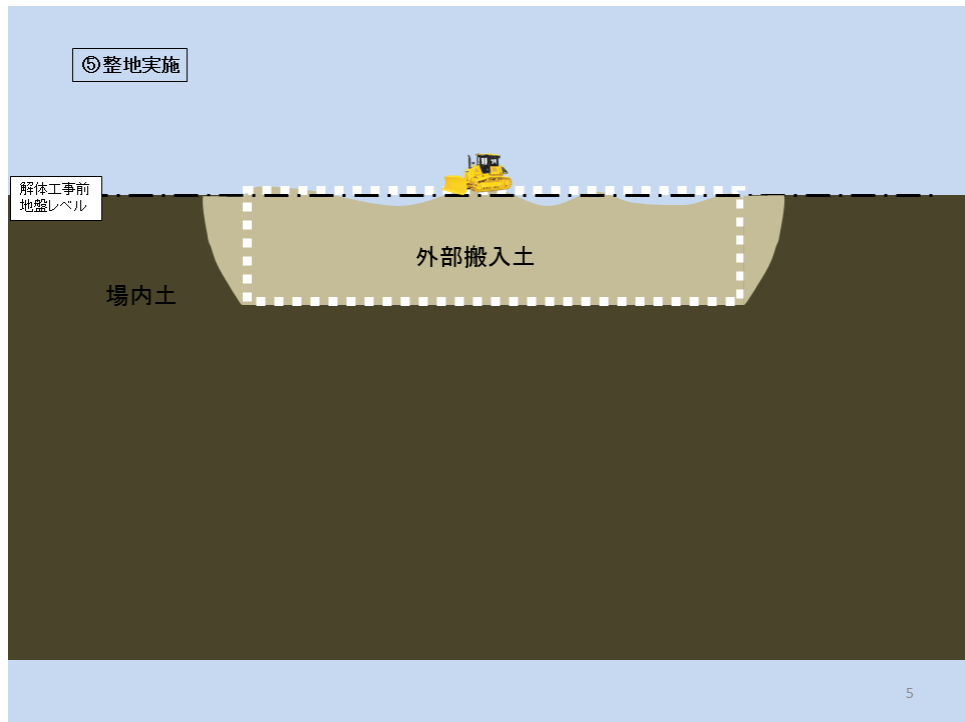 ⑤整地実施
解体工事前
地盤レベル
外部搬入土
場内土
5